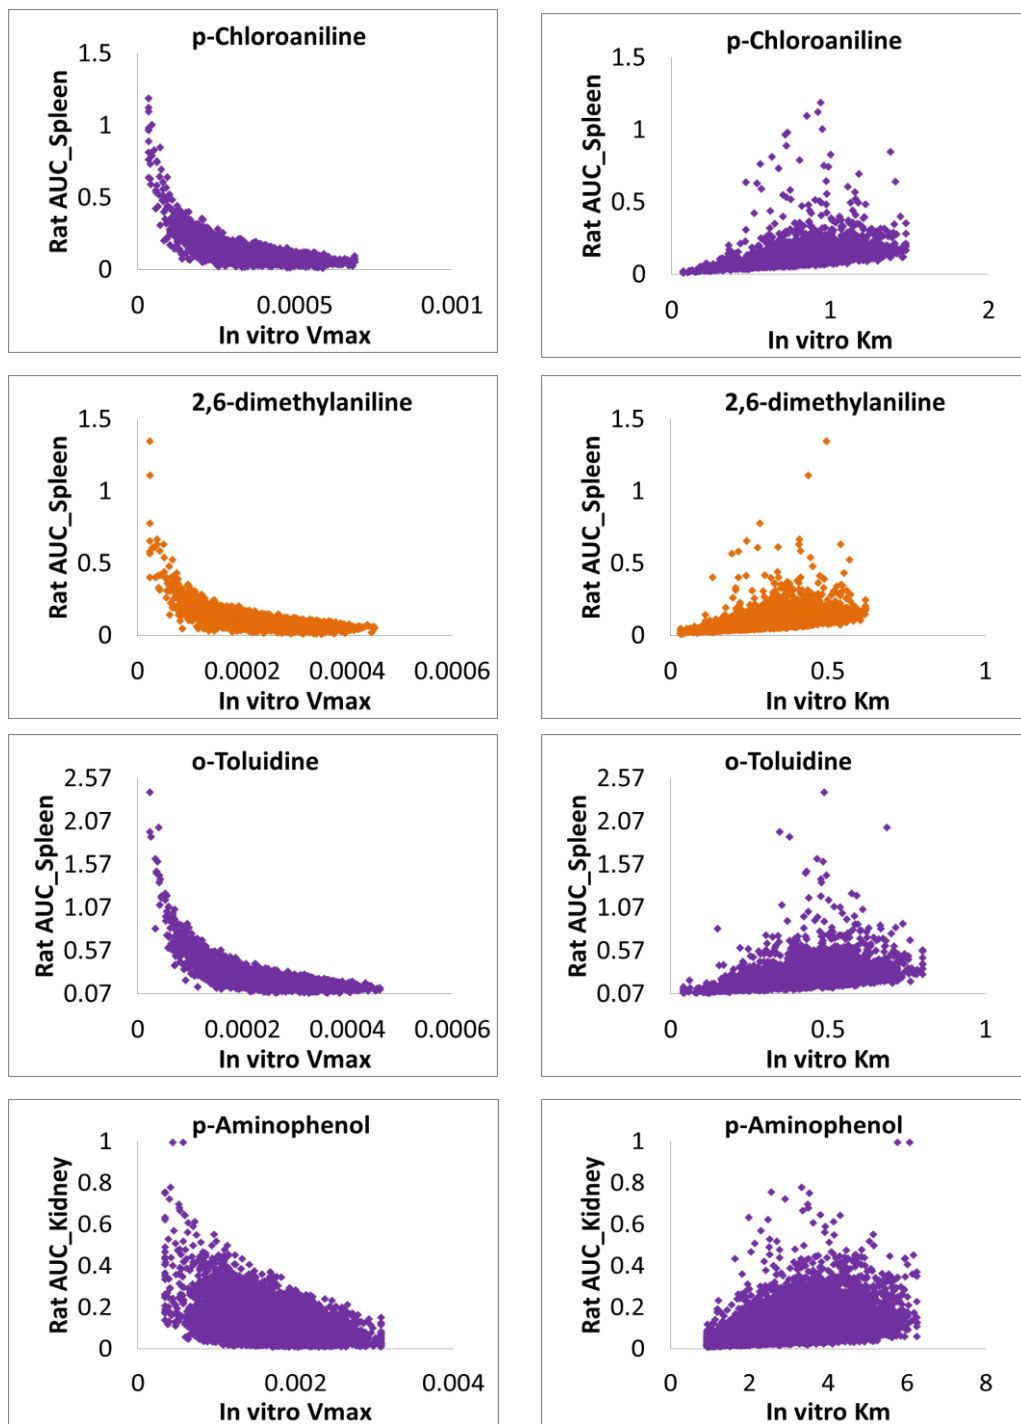 p-Chloroaniline
Rat AUC_Spleen
1.5
1
0.5
0
0 0.0005 0.001
In vitro Vmax
p-Chloroaniline
Rat AUC_Spleen
1.5
1
0.5
0
0 1 2
In vitro Km
2,6-dimethylaniline
Rat AUC_Spleen
1.5
1
0.5
0
0 0.0002 0.0004 0.0006
In vitro Vmax
2,6-dimethylaniline
Rat AUC_Spleen
1.5
1
0.5
0
0 0.5 1
In vitro Km
o-Toluidine
Rat AUC_Spleen
2.57
2.07
1.57
1.07
0.57
0.07
0 0.0002 0.0004 0.0006
In vitro Vmax
o-Toluidine
Rat AUC_Spleen
2.57
2.07
1.57
1.07
0.57
0.07
0 0.5 1
In vitro Km
p-Aminophenol
Rat AUC_Kidney
1
0.8
0.6
0.4
0.2
0
0 0.002 0.004
In vitro Vmax
p-Aminophenol
Rat AUC_Kidney
1
0.8
0.6
0.4
0.2
0
0 2 4 6 8
In vitro Km